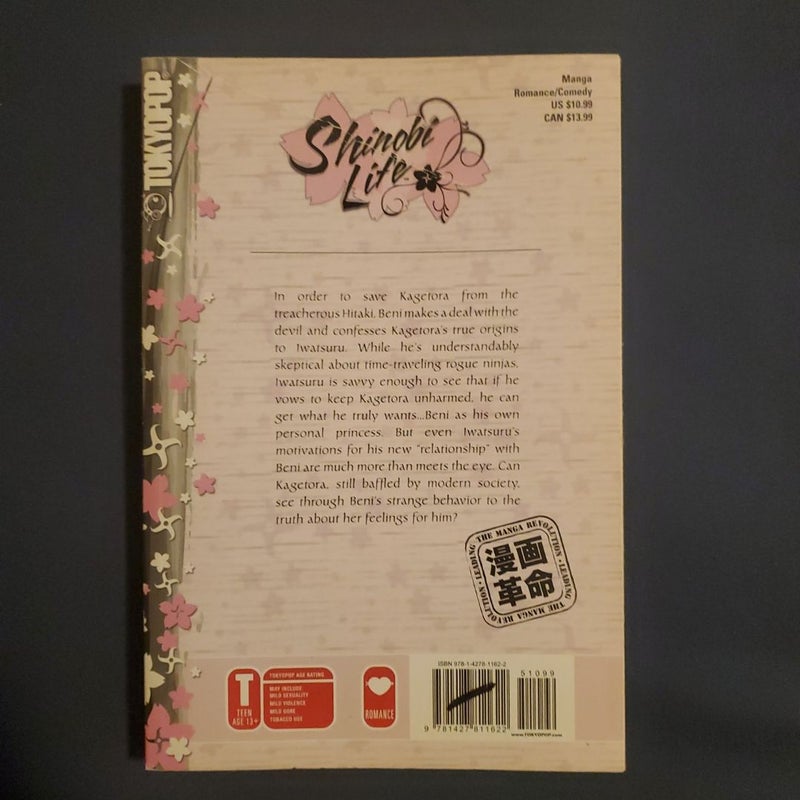 TOKYOPOP
Manga
Romance/Comedy
US $10.99
CAN $13.99
Shinobi
Life
In order to save Kagetora from the
treacherous Hitaki, Beni makes a deal with the
devil and confesses Kagetora's true origins
to Iwatsuru. While he's understandably
skeptical about time-traveling rogue ninjas,
Iwatsuru is savvy enough to see that if he
vows to keep Kagetora unharmed, he can
get what he truly wants...Beni as his own
personal princess. But even Iwatsuru's
motivations for his new "relationship" with
Beni are much more than meets the eye. Can
Kagetora, still baffled by modern society,
see through Beni's strange behavior to the
truth about her feelings for him?
LEADING THE MANGA REVOLUTION • LEADING THE MANGA REVOLUTION •
漫画
革命
T
TEEN
AGE 13+
TOKYOPOP AGE RATING
MAY INCLUDE
MILD SEXUALITY
MILD VIOLENCE
MILD GORE
TOBACCO USE
ROMANCE
ISBN 978-1-4278-1162-2
51099
9 781427 811622
www.TOKYOPOP.com